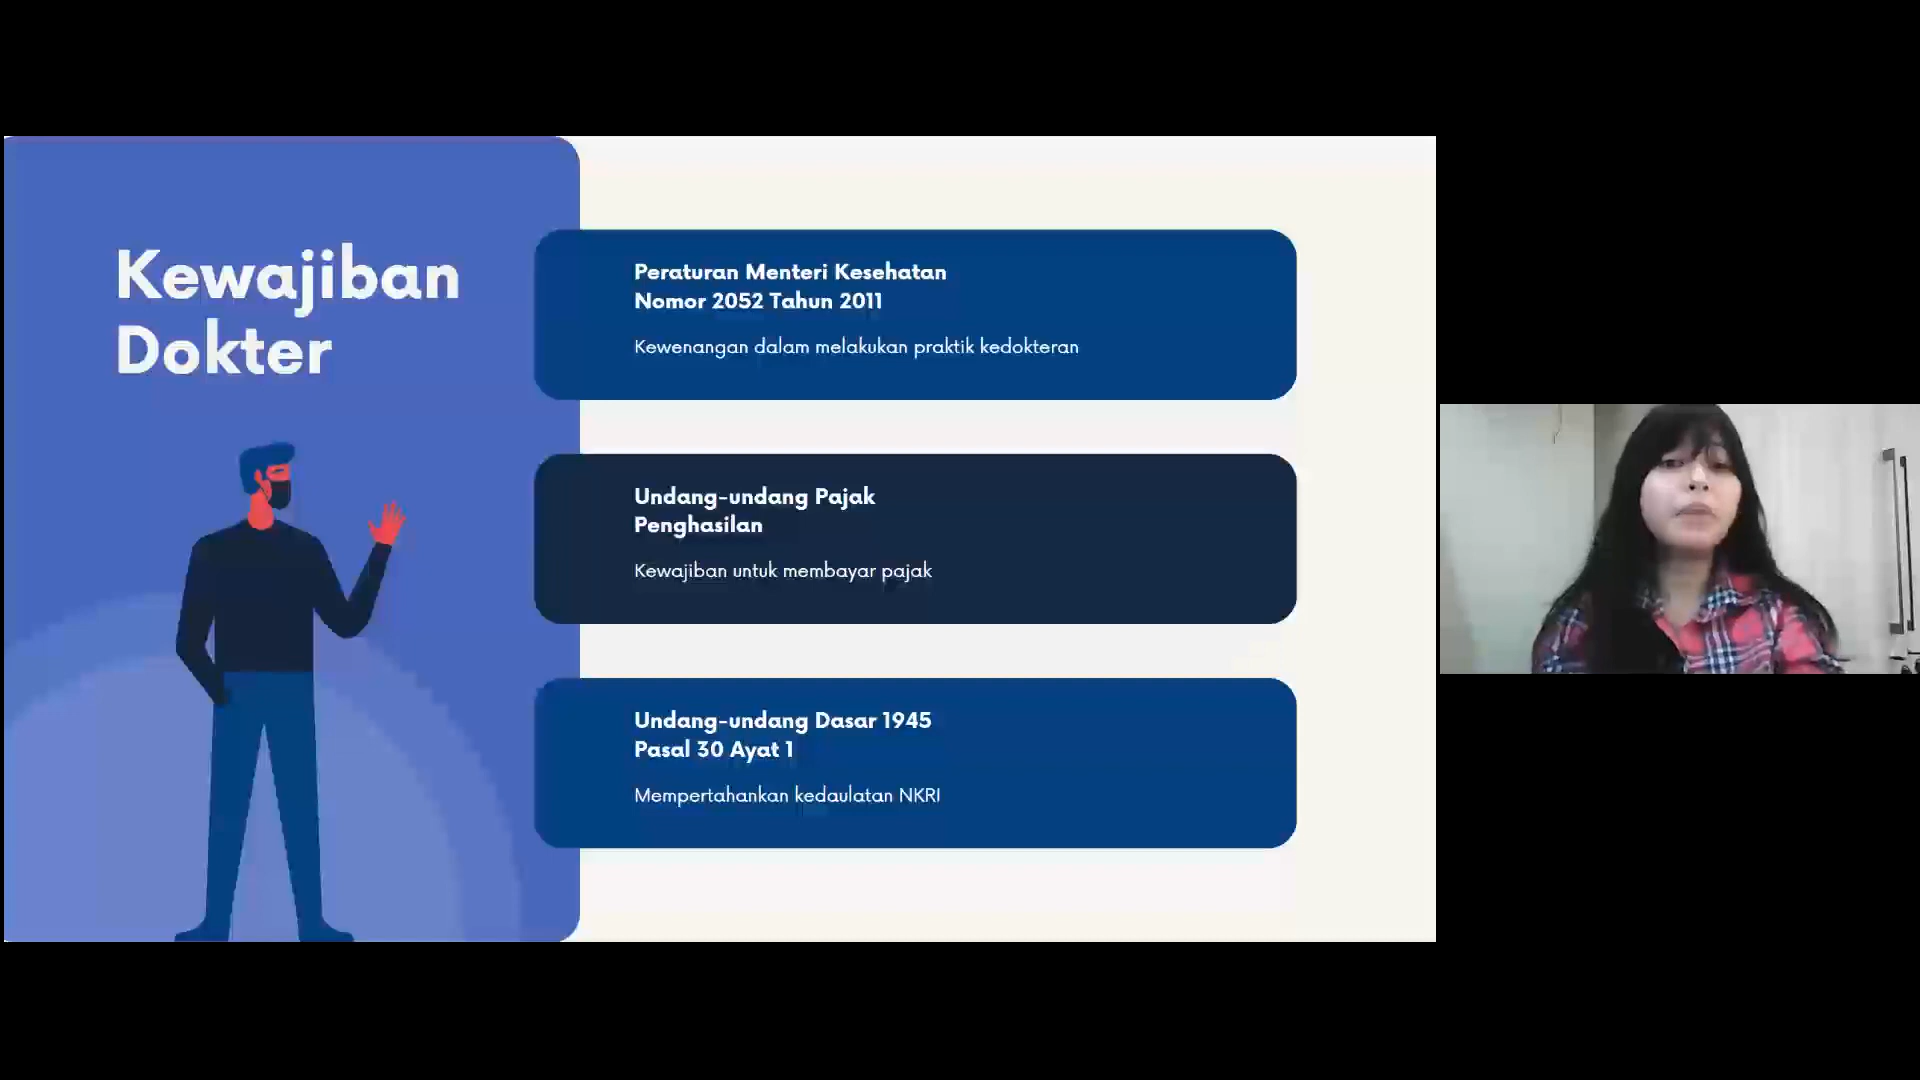 Kewajiban
Dokter
Peraturan Menteri Kesehatan
Nomor 2052 Tahun 2011
Kewenangan dalam melakukan praktik kedokteran
Undang-undang Pajak
Penghasilan
Kewajiban untuk membayar pajak
Undang-undang Dasar 1945
Pasal 30 Ayat 1
Mempertahankan kedaulatan NKRI